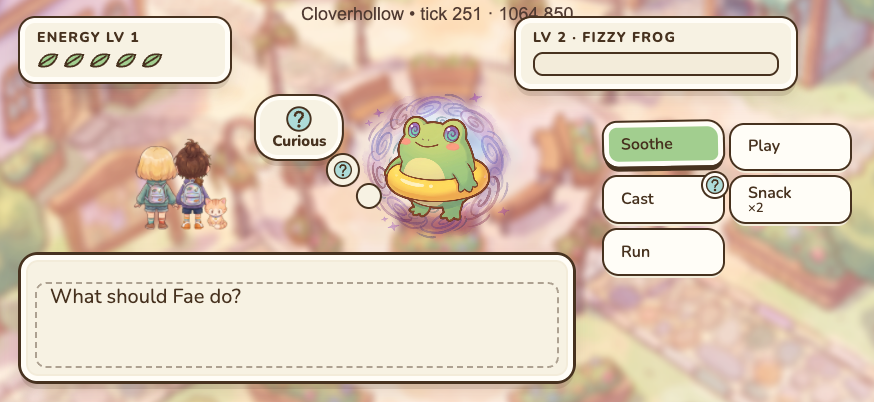 Cloverhollow • tick 251 · 1064,850
ENERGY LV 1
LV 2 · FIZZY FROG
?
Curious
?
Soothe
Play
Cast
?
Snack
×2
Run
What should Fae do?